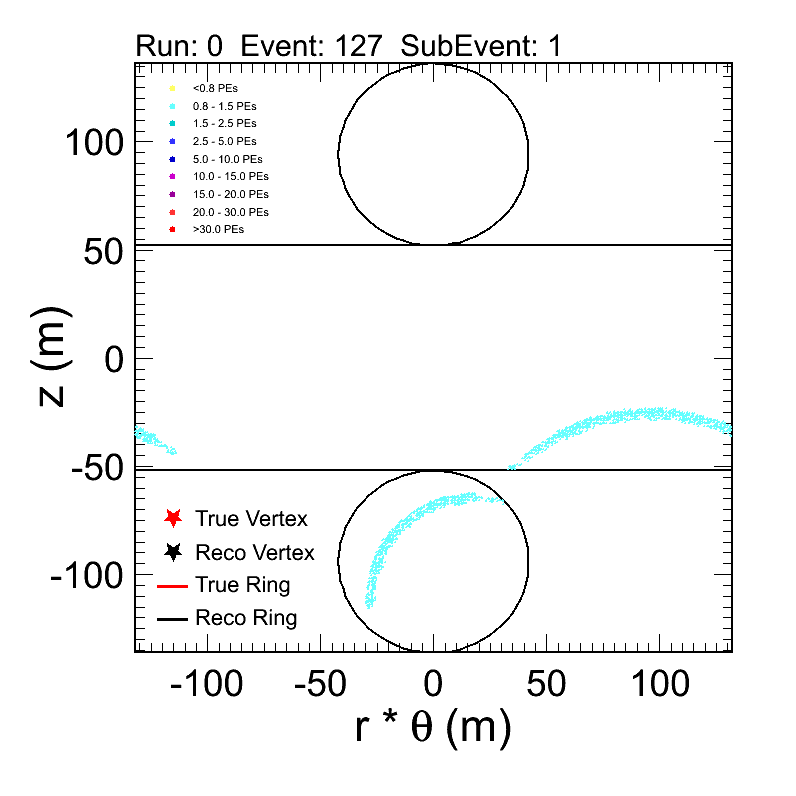 Run: 0  Event: 127  SubEvent: 1
<0.8 PEs
0.8 - 1.5 PEs
1.5 - 2.5 PEs
2.5 - 5.0 PEs
5.0 - 10.0 PEs
10.0 - 15.0 PEs
15.0 - 20.0 PEs
20.0 - 30.0 PEs
>30.0 PEs
100
50
0
-50
-100
z (m)
True Vertex
Reco Vertex
True Ring
Reco Ring
-100 -50 0 50 100
r * θ (m)